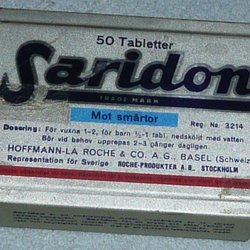 50 Tabletter
Saridon
TRADE MARK
Mot smärtor
Reg. No 3214
Dosering: För vuxna 1-2, för barn ½-1 tabl. nedsköljt med vatten
Bär vid behov upprepas 2-3 gånger dagligen.
HOFFMANN-LA ROCHE & CO. A.G., BASEL (Schweiz
Representation för Sverige: ROCHE-PRODUKTER A.B., STOCKHOLM